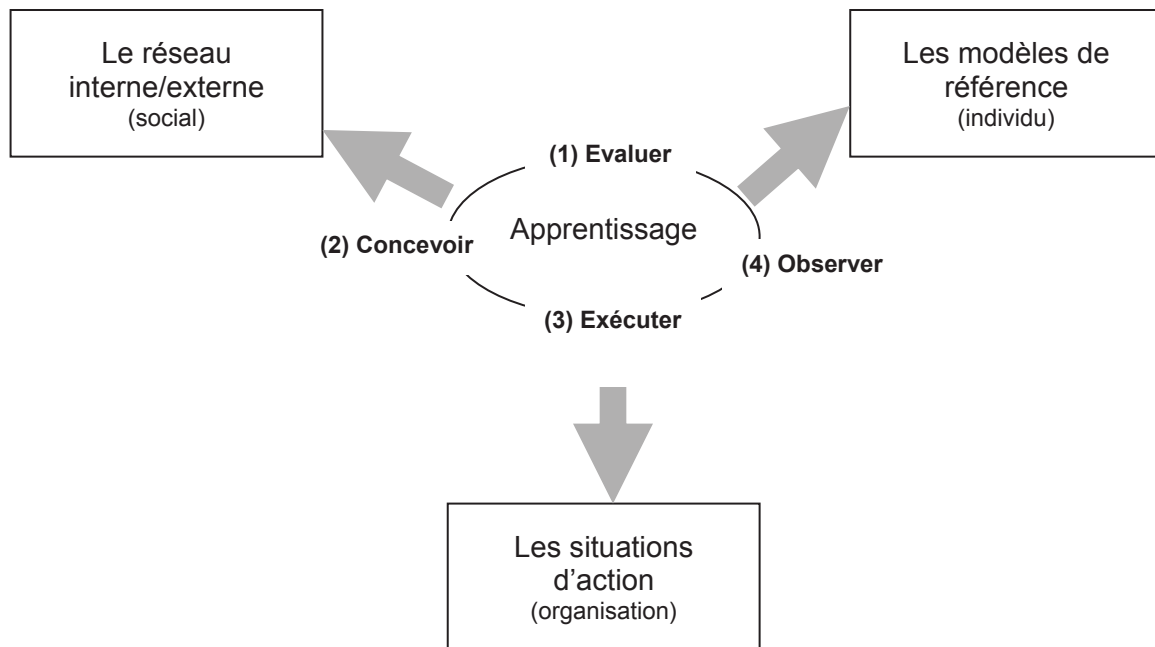 Le réseau
interne/externe
(social)
Les modèles de
référence
(individu)
(1) Evaluer
Apprentissage
(2) Concevoir
(4) Observer
(3) Exécuter
Les situations
d’action
(organisation)